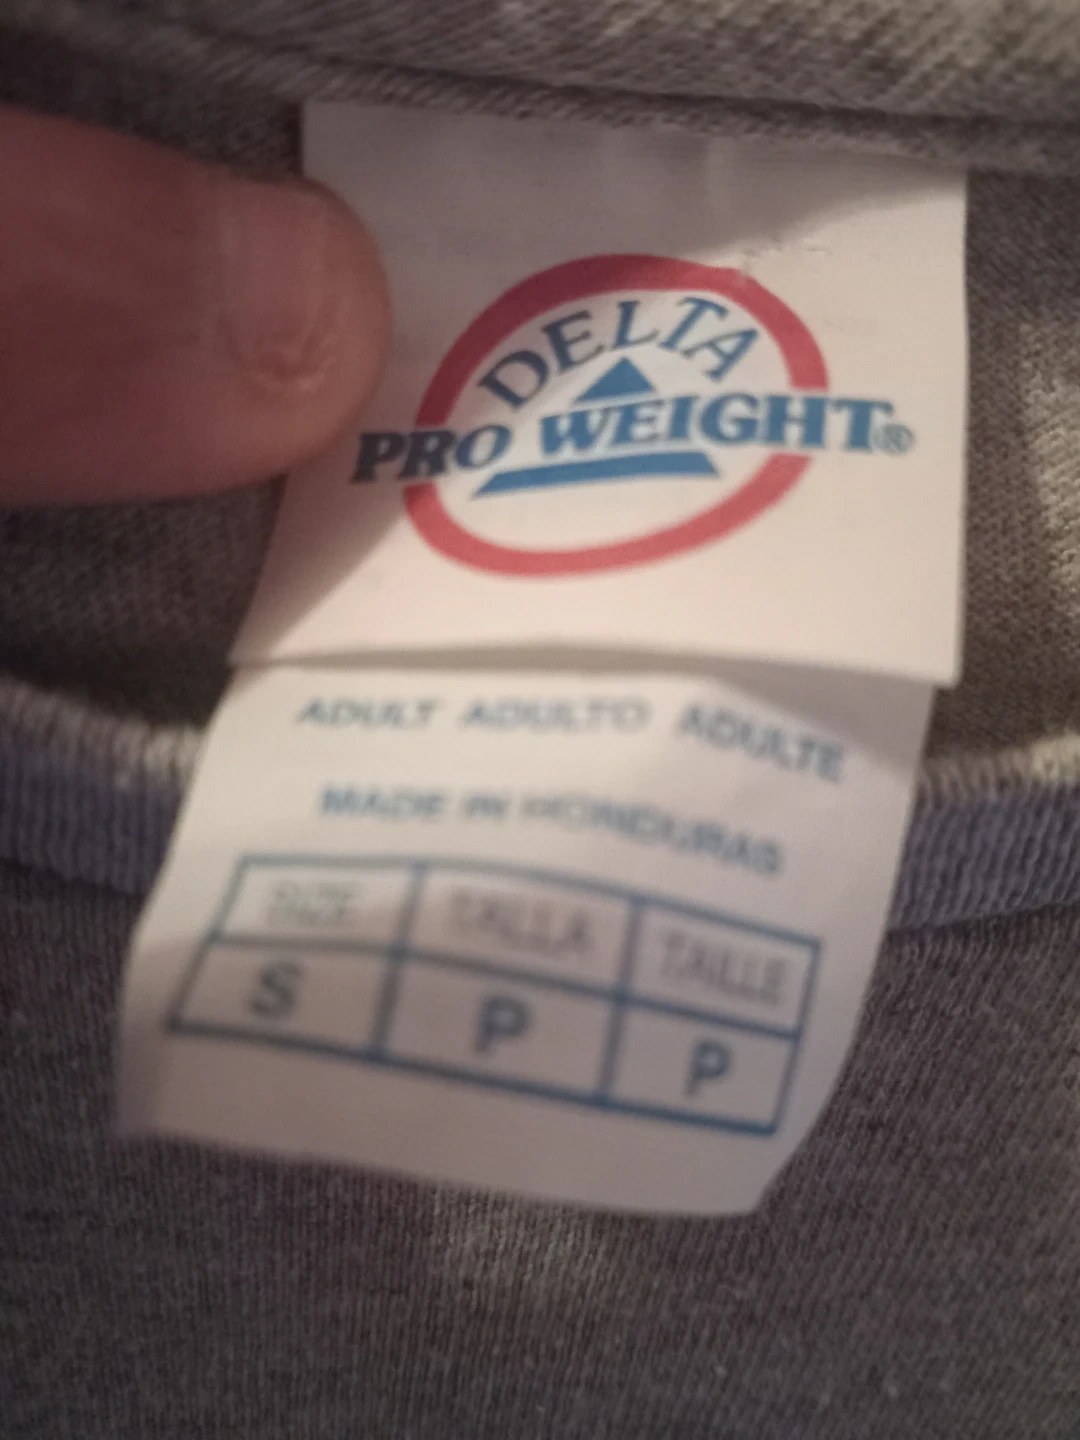 DELTA
PRO WEIGHT®
ADULT ADULTO ADULTE
MADE IN HONDURAS
SIZE TALLA TAILLE
S P P